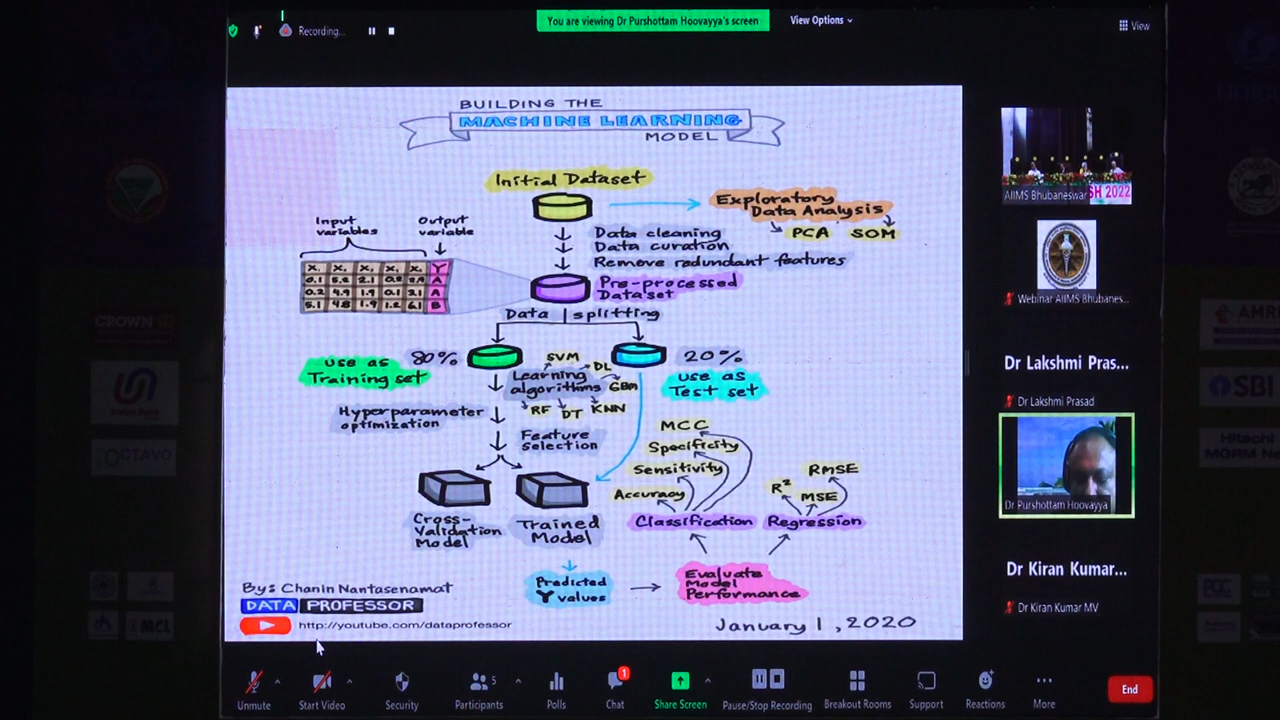 Recording...
You are viewing Dr Purshottam Hoovayya's screen
View Options
View
BUILDING THE
MACHINE LEARNING
MODEL
Initial Dataset
Exploratory
Data Analysis
PCA SOM
Data cleaning
Data curation
Remove redundant features
Input
variables
Output
variable
Pre-processed
Dataset
Data splitting
80%
20%
use as
Training set
use as
Test set
SVM
DL
Learning
algorithms
GBM
RF DT KNN
Hyperparameter
optimization
Feature
selection
MCC
Specificity
Sensitivity
Accuracy
RMSE
R²
MSE
Classification
Regression
Cross-
Validation
Model
Trained
Model
Predicted
Y values
Evaluate
Model
Performance
By: Chanin Nantasenamat
DATA PROFESSOR
http://youtube.com/dataprofessor
January 1, 2020
AIIMS Bhubaneswar
SH 2022
Webinar AIIMS Bhubanes...
Dr Lakshmi Pras...
Dr Lakshmi Prasad
Dr Purshottam Hoovayya
Dr Kiran Kumar...
Dr Kiran Kumar MV
Unmute
Start Video
Security
Participants
5
Polls
Chat
1
Share Screen
Pause/Stop Recording
Breakout Rooms
Support
Reactions
More
End
CROWN
OCTAVO
SBI
MCL